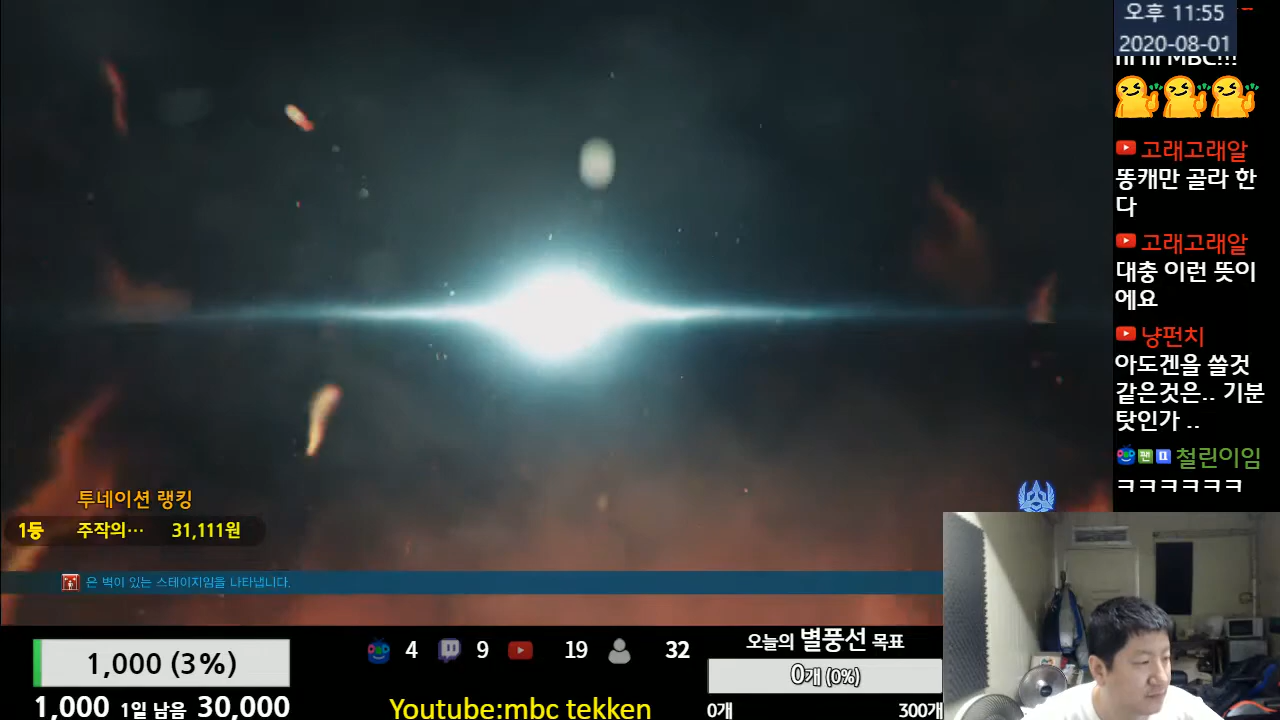 오후 11:55
2020-08-01
MBC!!!
고래고래알
똥캐만 골라 한
다
고래고래알
대충 이런 뜻이
에요
냥펀치
아도겐을 쓸것
같은것은.. 기분
탓인가 ..
팬
철린이임
ㅋㅋㅋㅋㅋㅋ
투네이션 랭킹
1등 주작의… 31,111원
은 벽이 있는 스테이지임을 나타냅니다.
1,000 (3%)
1,000 1일 남음 30,000
4 9 19 32
Youtube:mbc tekken
오늘의 별풍선 목표
0개 (0%)
0개 300개